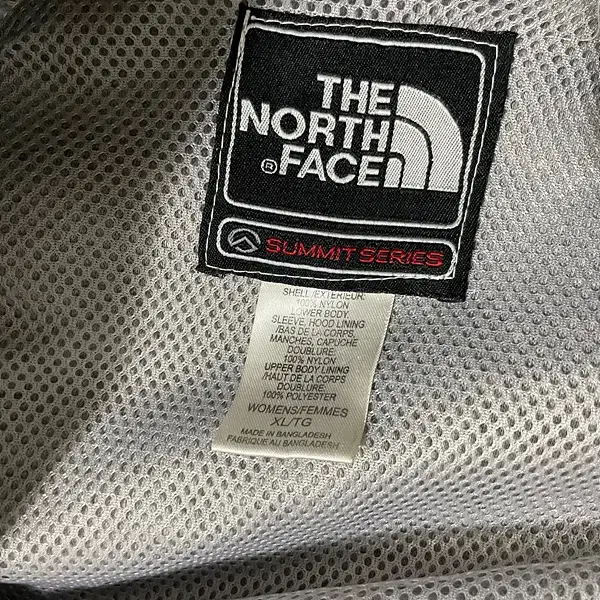 THE
NORTH
FACE
®
SUMMIT SERIES
SHELL/EXTERIEUR:
100% NYLON
LOWER BODY,
SLEEVE, HOOD LINING
/BAS DE LA CORPS,
MANCHES, CAPUCHE
DOUBLURE:
100% NYLON
UPPER BODY LINING
/HAUT DE LA CORPS
DOUBLURE:
100% POLYESTER
WOMENS/FEMMES
XL/TG
MADE IN BANGLADESH
FABRIQUE AU BANGLADESH